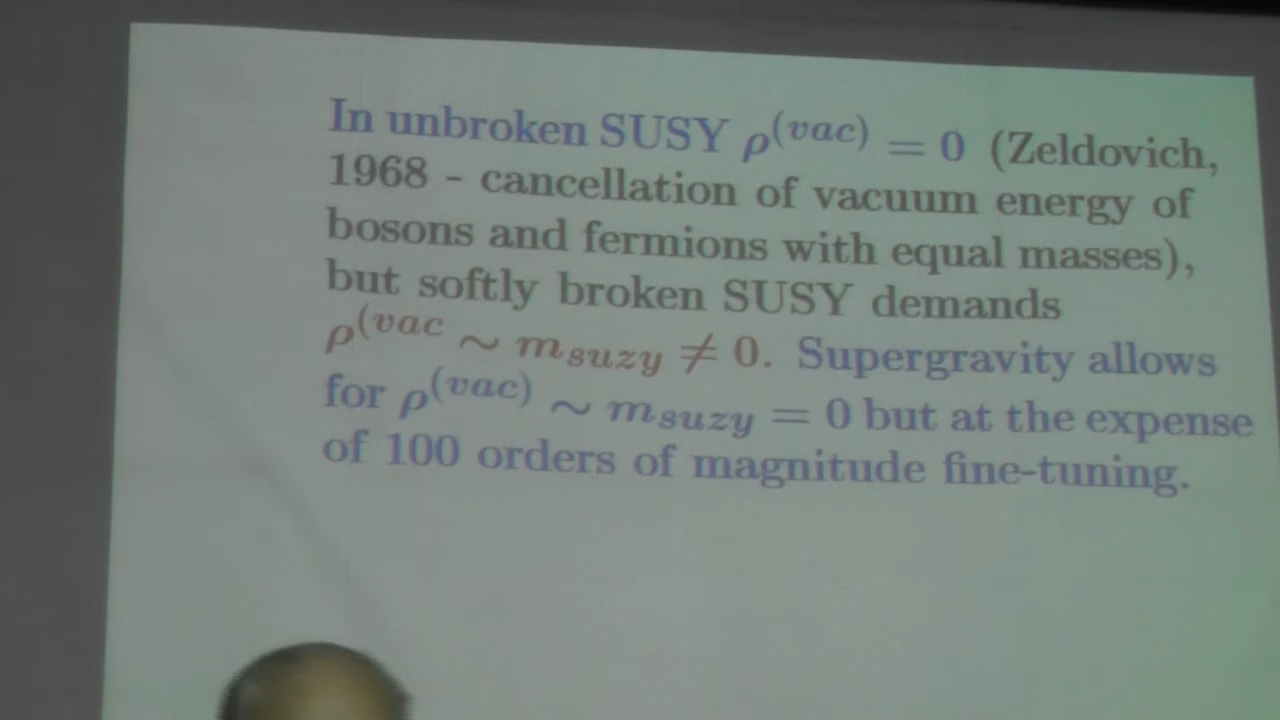 In unbroken SUSY ρ^(vac) = 0 (Zeldovich,
1968 - cancellation of vacuum energy of
bosons and fermions with equal masses),
but softly broken SUSY demands
ρ^(vac ∼ m_suzy ≠ 0. Supergravity allows
for ρ^(vac) ∼ m_suzy = 0 but at the expense
of 100 orders of magnitude fine-tuning.